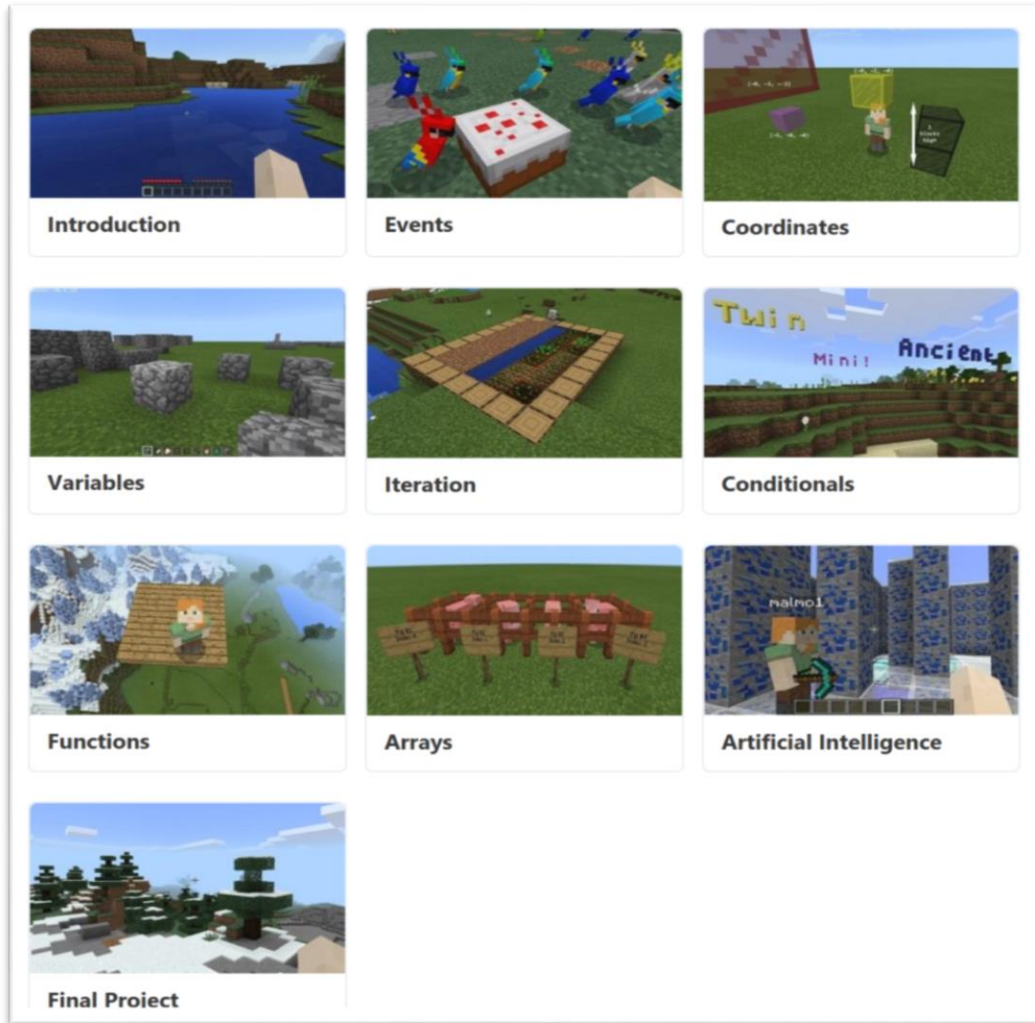 Introduction
Events
Coordinates
Variables
Iteration
Twin
Mini!
Ancient
Conditionals
Functions
Arrays
malmo1
Artificial Intelligence
Final Project